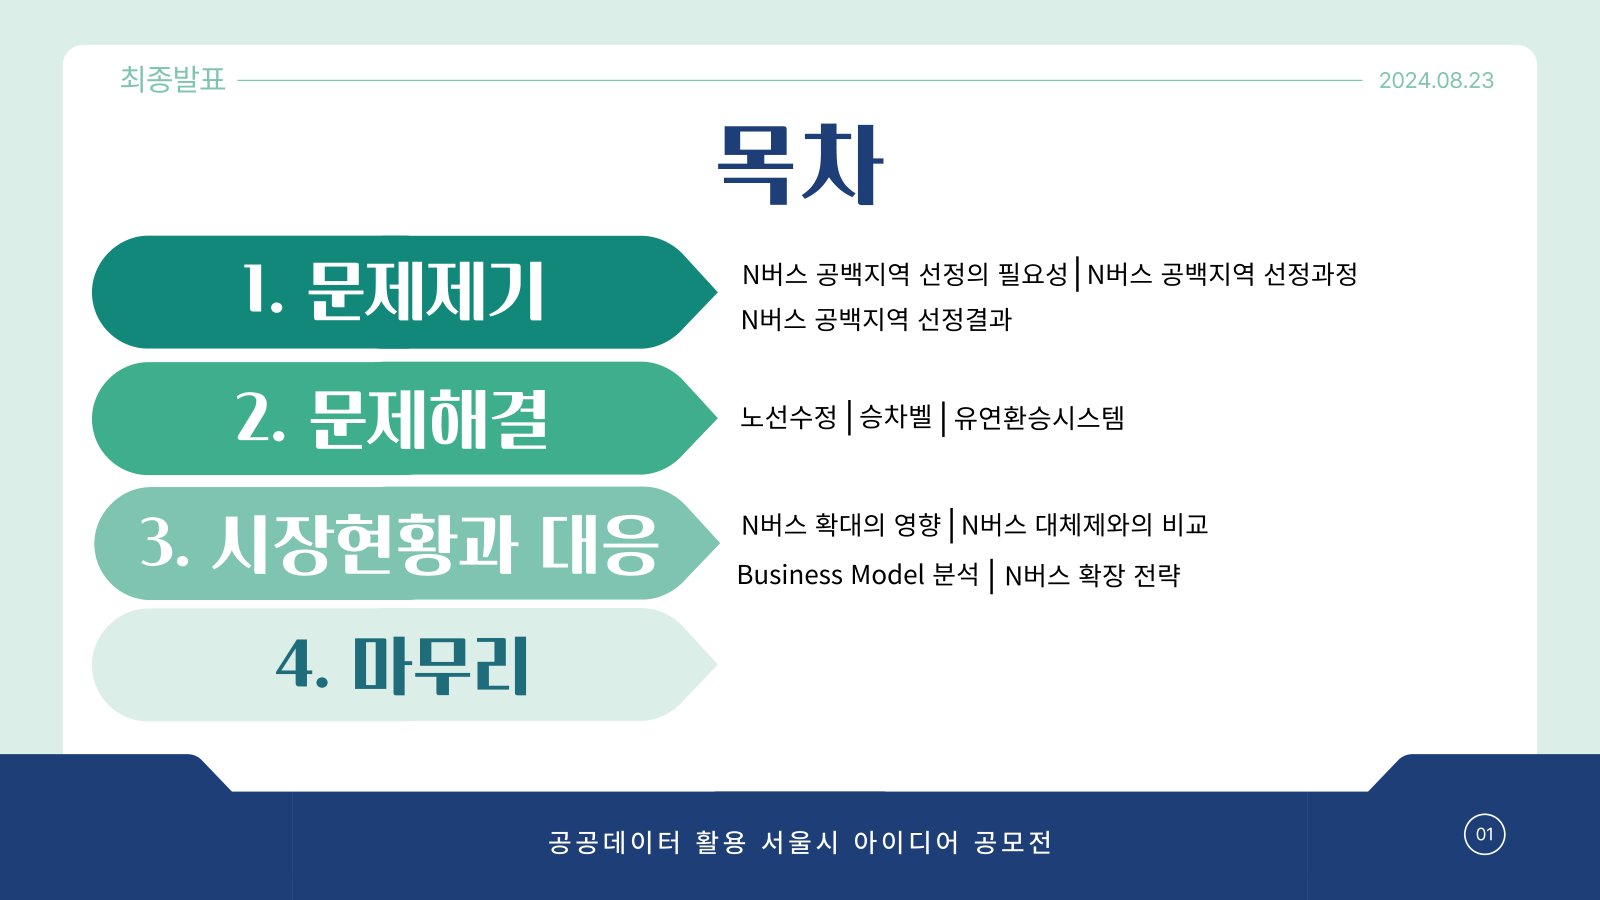 최종발표
2024.08.23
목차
1. 문제제기
N버스 공백지역 선정의 필요성 | N버스 공백지역 선정과정
N버스 공백지역 선정결과
2. 문제해결
노선수정 | 승차벨 | 유연환승시스템
3. 시장현황과 대응
N버스 확대의 영향 | N버스 대체제와의 비교
Business Model 분석 | N버스 확장 전략
4. 마무리
공공데이터 활용 서울시 아이디어 공모전
01